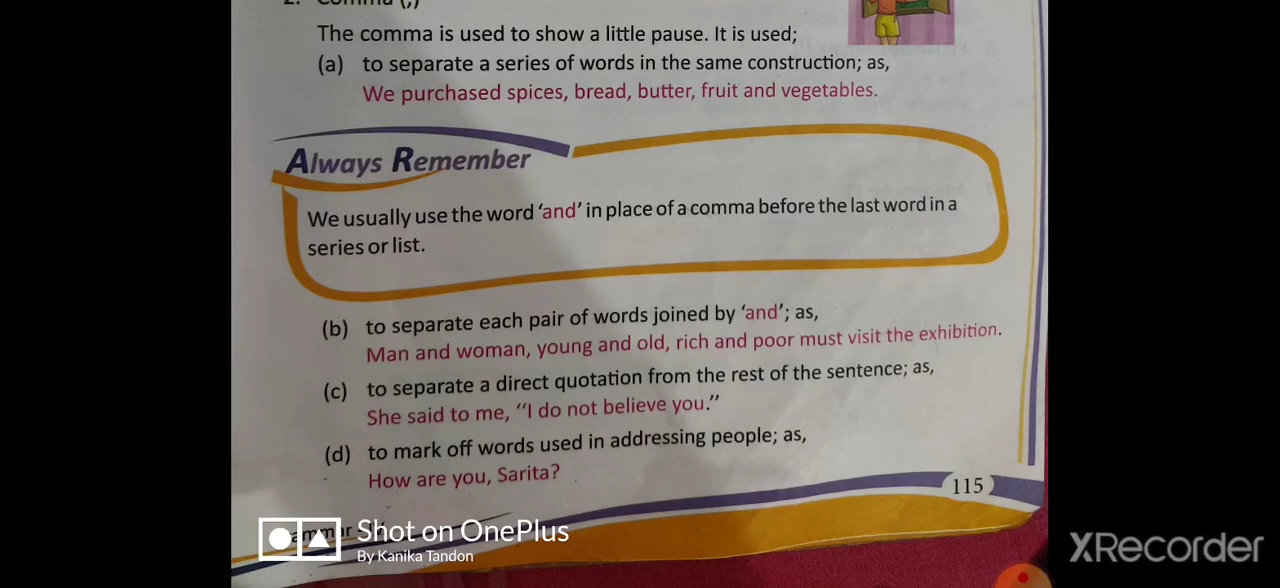 2. Comma (,)
The comma is used to show a little pause. It is used;
(a) to separate a series of words in the same construction; as,
We purchased spices, bread, butter, fruit and vegetables.
Always Remember
We usually use the word ‘and’ in place of a comma before the last word in a
series or list.
(b) to separate each pair of words joined by ‘and’; as,
Man and woman, young and old, rich and poor must visit the exhibition.
(c) to separate a direct quotation from the rest of the sentence; as,
She said to me, “I do not believe you.”
(d) to mark off words used in addressing people; as,
How are you, Sarita?
115
Shot on OnePlus
By Kanika Tandon
XRecorder